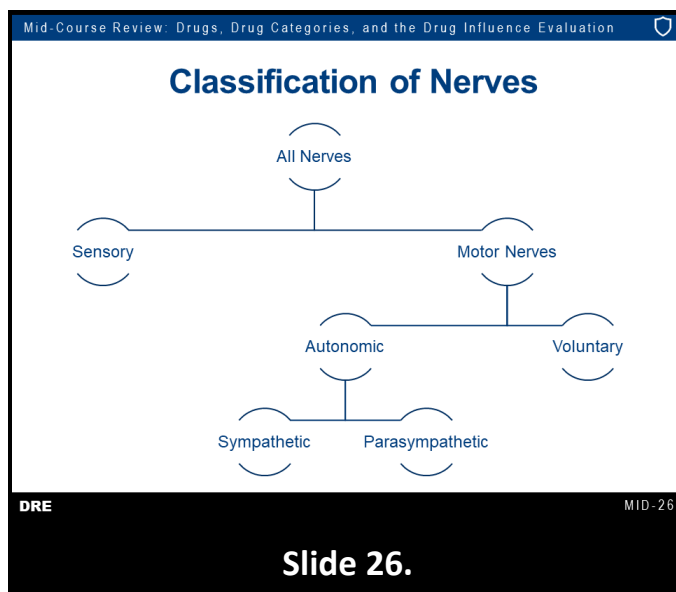 Mid-Course Review: Drugs, Drug Categories, and the Drug Influence Evaluation
Classification of Nerves
All Nerves
Sensory
Motor Nerves
Autonomic
Voluntary
Sympathetic
Parasympathetic
DRE
MID-26
Slide 26.